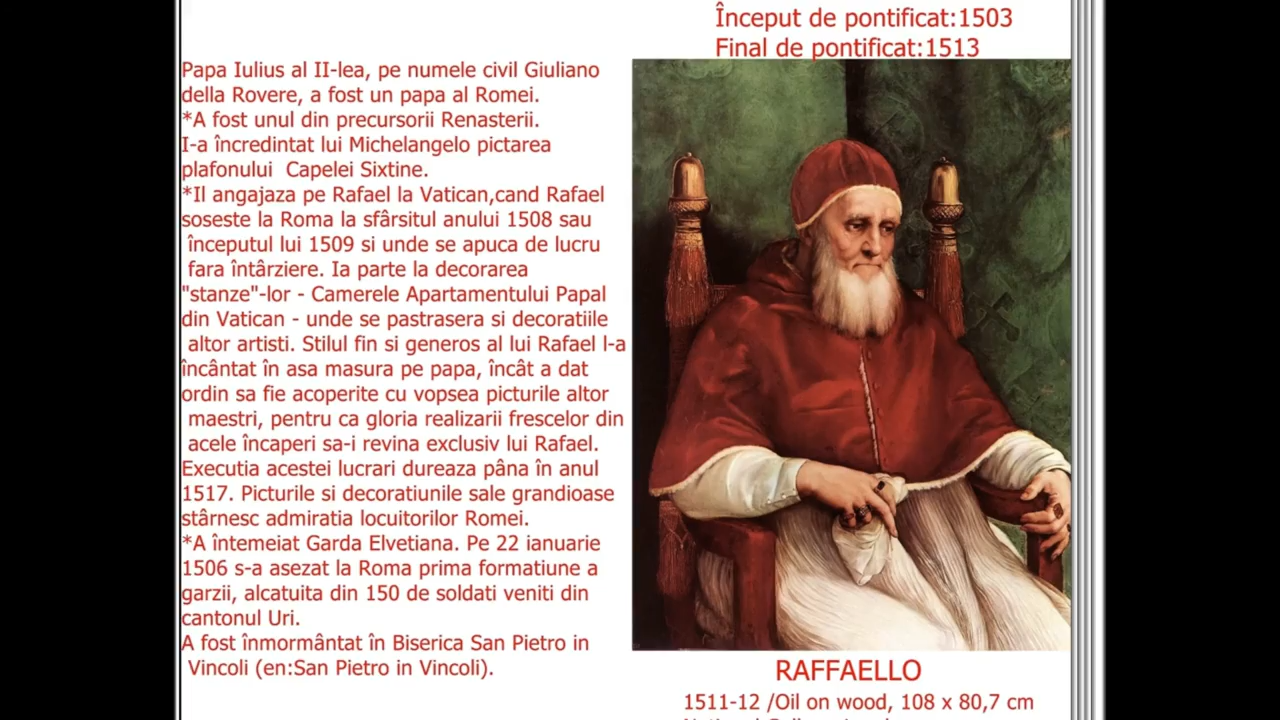 Început de pontificat:1503
Final de pontificat:1513
Papa Iulius al II-lea, pe numele civil Giuliano
della Rovere, a fost un papa al Romei.
*A fost unul din precursorii Renasterii.
I-a încredintat lui Michelangelo pictarea
plafonului Capelei Sixtine.
*Il angajaza pe Rafael la Vatican,cand Rafael
soseste la Roma la sfârsitul anului 1508 sau
începutul lui 1509 si unde se apuca de lucru
fara întârziere. Ia parte la decorarea
"stanze"-lor - Camerele Apartamentului Papal
din Vatican - unde se pastrasera si decoratiile
altor artisti. Stilul fin si generos al lui Rafael l-a
încântat în asa masura pe papa, încât a dat
ordin sa fie acoperite cu vopsea picturile altor
maestri, pentru ca gloria realizarii frescelor din
acele încaperi sa-i revina exclusiv lui Rafael.
Executia acestei lucrari dureaza pâna în anul
1517. Picturile si decoratiunile sale grandioase
stârnesc admiratia locuitorilor Romei.
*A întemeiat Garda Elvetiana. Pe 22 ianuarie
1506 s-a asezat la Roma prima formatiune a
garzii, alcatuita din 150 de soldati veniti din
cantonul Uri.
A fost înmormântat în Biserica San Pietro in
Vincoli (en:San Pietro in Vincoli).
RAFFAELLO
1511-12 /Oil on wood, 108 x 80,7 cm